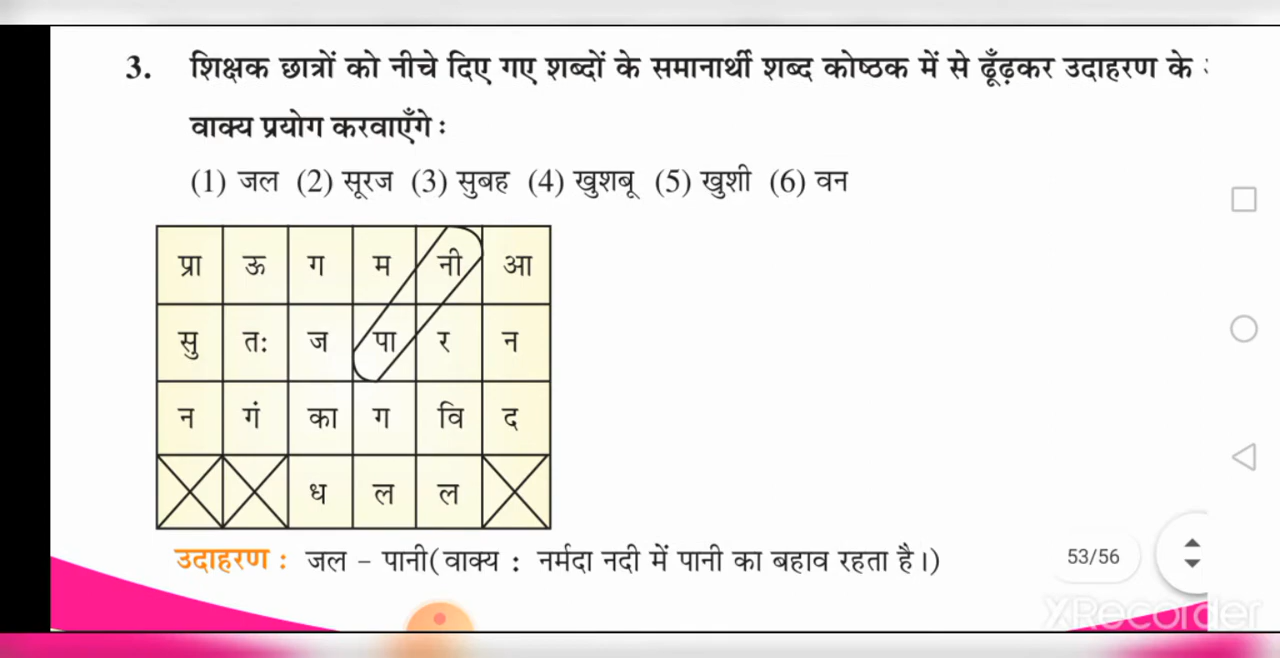 3. शिक्षक छात्रों को नीचे दिए गए शब्दों के समानार्थी शब्द कोष्ठक में से ढूँढ़कर उदाहरण के
वाक्य प्रयोग करवाएँगे :
(1) जल (2) सूरज (3) सुबह (4) खुशबू (5) खुशी (6) वन
प्रा ऊ ग म नी आ
सु तः ज पा र न
न गं का ग वि द
ध ल ल
उदाहरण : जल – पानी(वाक्य : नर्मदा नदी में पानी का बहाव रहता है।)
53/56
XRecorder